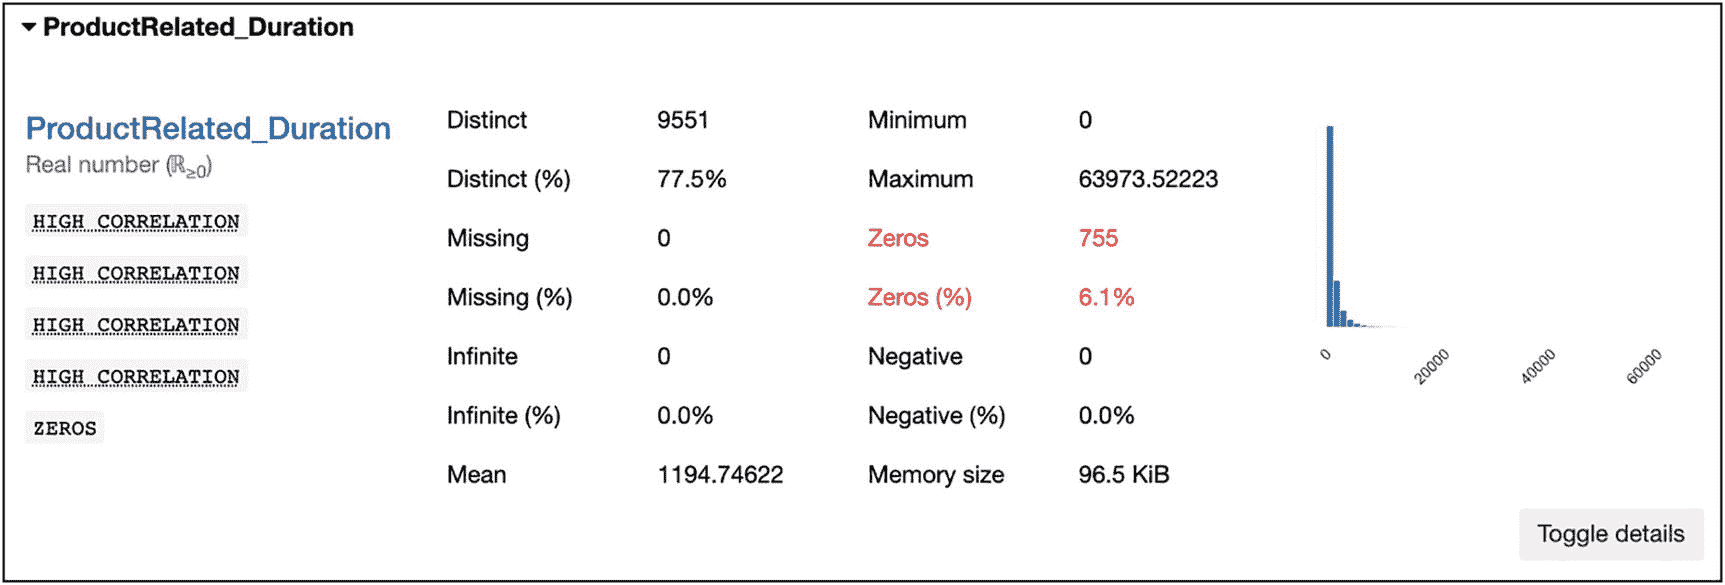 ProductRelated_Duration
ProductRelated_Duration
Real number (ℝ≥0)
HIGH CORRELATION
HIGH CORRELATION
HIGH CORRELATION
HIGH CORRELATION
ZEROS
Distinct 9551
Distinct (%) 77.5%
Missing 0
Missing (%) 0.0%
Infinite 0
Infinite (%) 0.0%
Mean 1194.74622
Minimum 0
Maximum 63973.52223
Zeros 755
Zeros (%) 6.1%
Negative 0
Negative (%) 0.0%
Memory size 96.5 KiB
0 20000 40000 60000
Toggle details